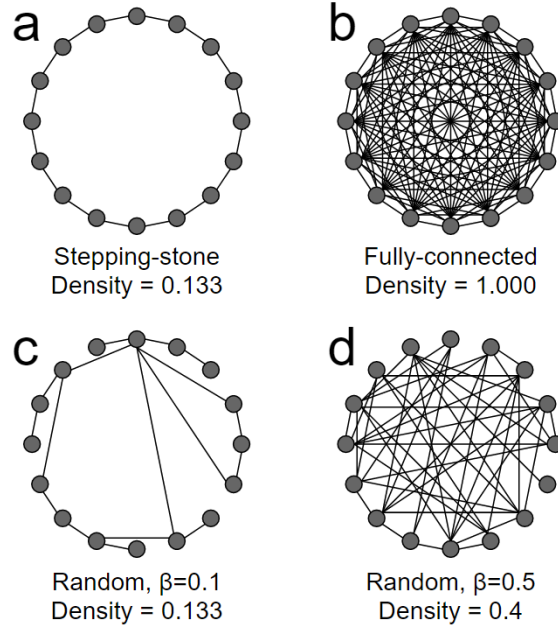 a
b
Stepping-stone
Density = 0.133
Fully-connected
Density = 1.000
c
d
Random, β=0.1
Density = 0.133
Random, β=0.5
Density = 0.4